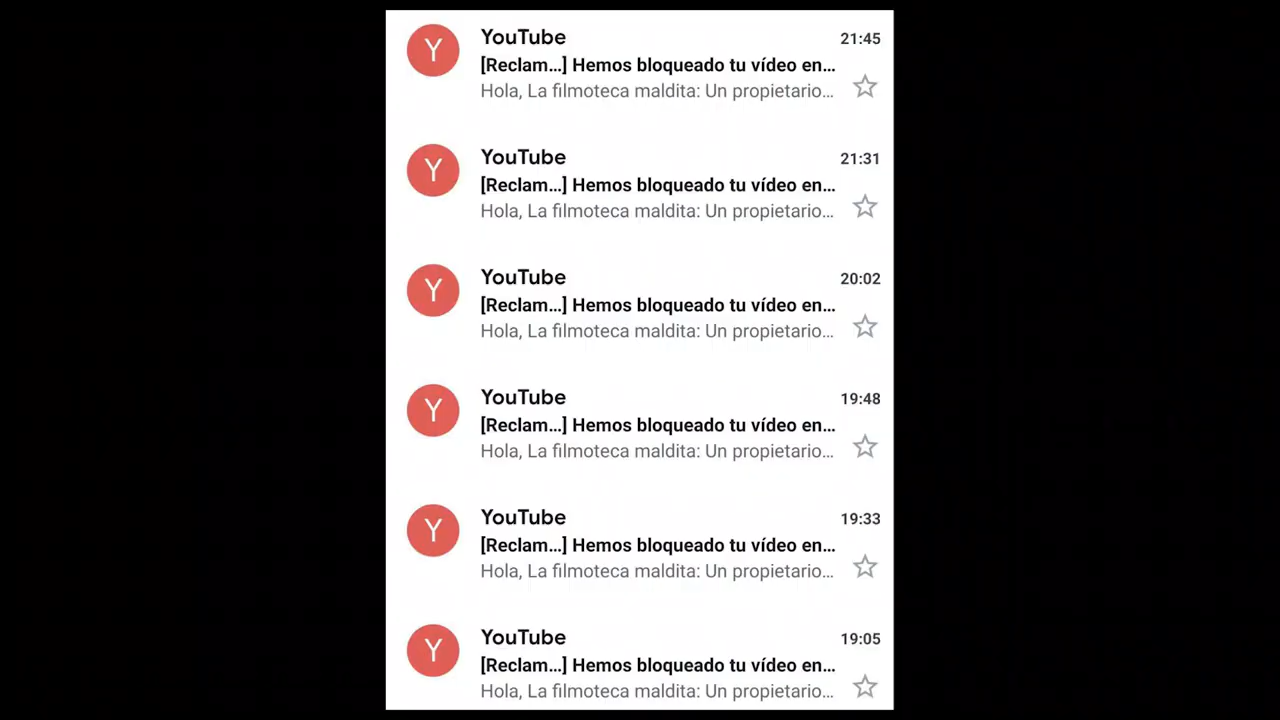 Y
YouTube
21:45
[Reclam...] Hemos bloqueado tu vídeo en...
Hola, La filmoteca maldita: Un propietario...
Y
YouTube
21:31
[Reclam...] Hemos bloqueado tu vídeo en...
Hola, La filmoteca maldita: Un propietario...
Y
YouTube
20:02
[Reclam...] Hemos bloqueado tu vídeo en...
Hola, La filmoteca maldita: Un propietario...
Y
YouTube
19:48
[Reclam...] Hemos bloqueado tu vídeo en...
Hola, La filmoteca maldita: Un propietario...
Y
YouTube
19:33
[Reclam...] Hemos bloqueado tu vídeo en...
Hola, La filmoteca maldita: Un propietario...
Y
YouTube
19:05
[Reclam...] Hemos bloqueado tu vídeo en...
Hola, La filmoteca maldita: Un propietario...